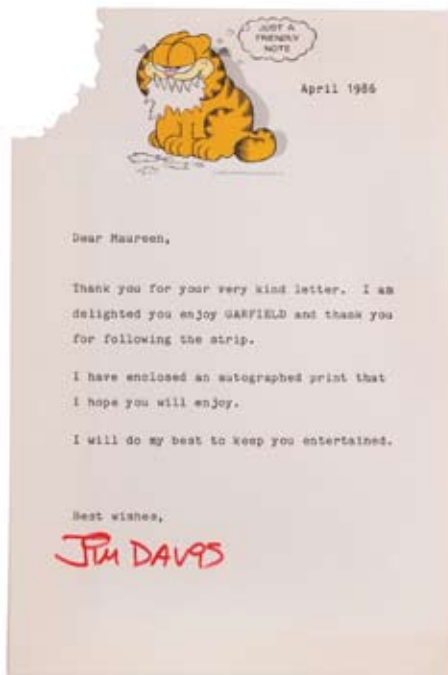 JUST A
FRIENDLY
NOTE
April 1986
Dear Maureen,
Thank you for your very kind letter. I am
delighted you enjoy GARFIELD and thank you
for following the strip.
I have enclosed an autographed print that
I hope you will enjoy.
I will do my best to keep you entertained.
Best wishes,
JIM DAVIS